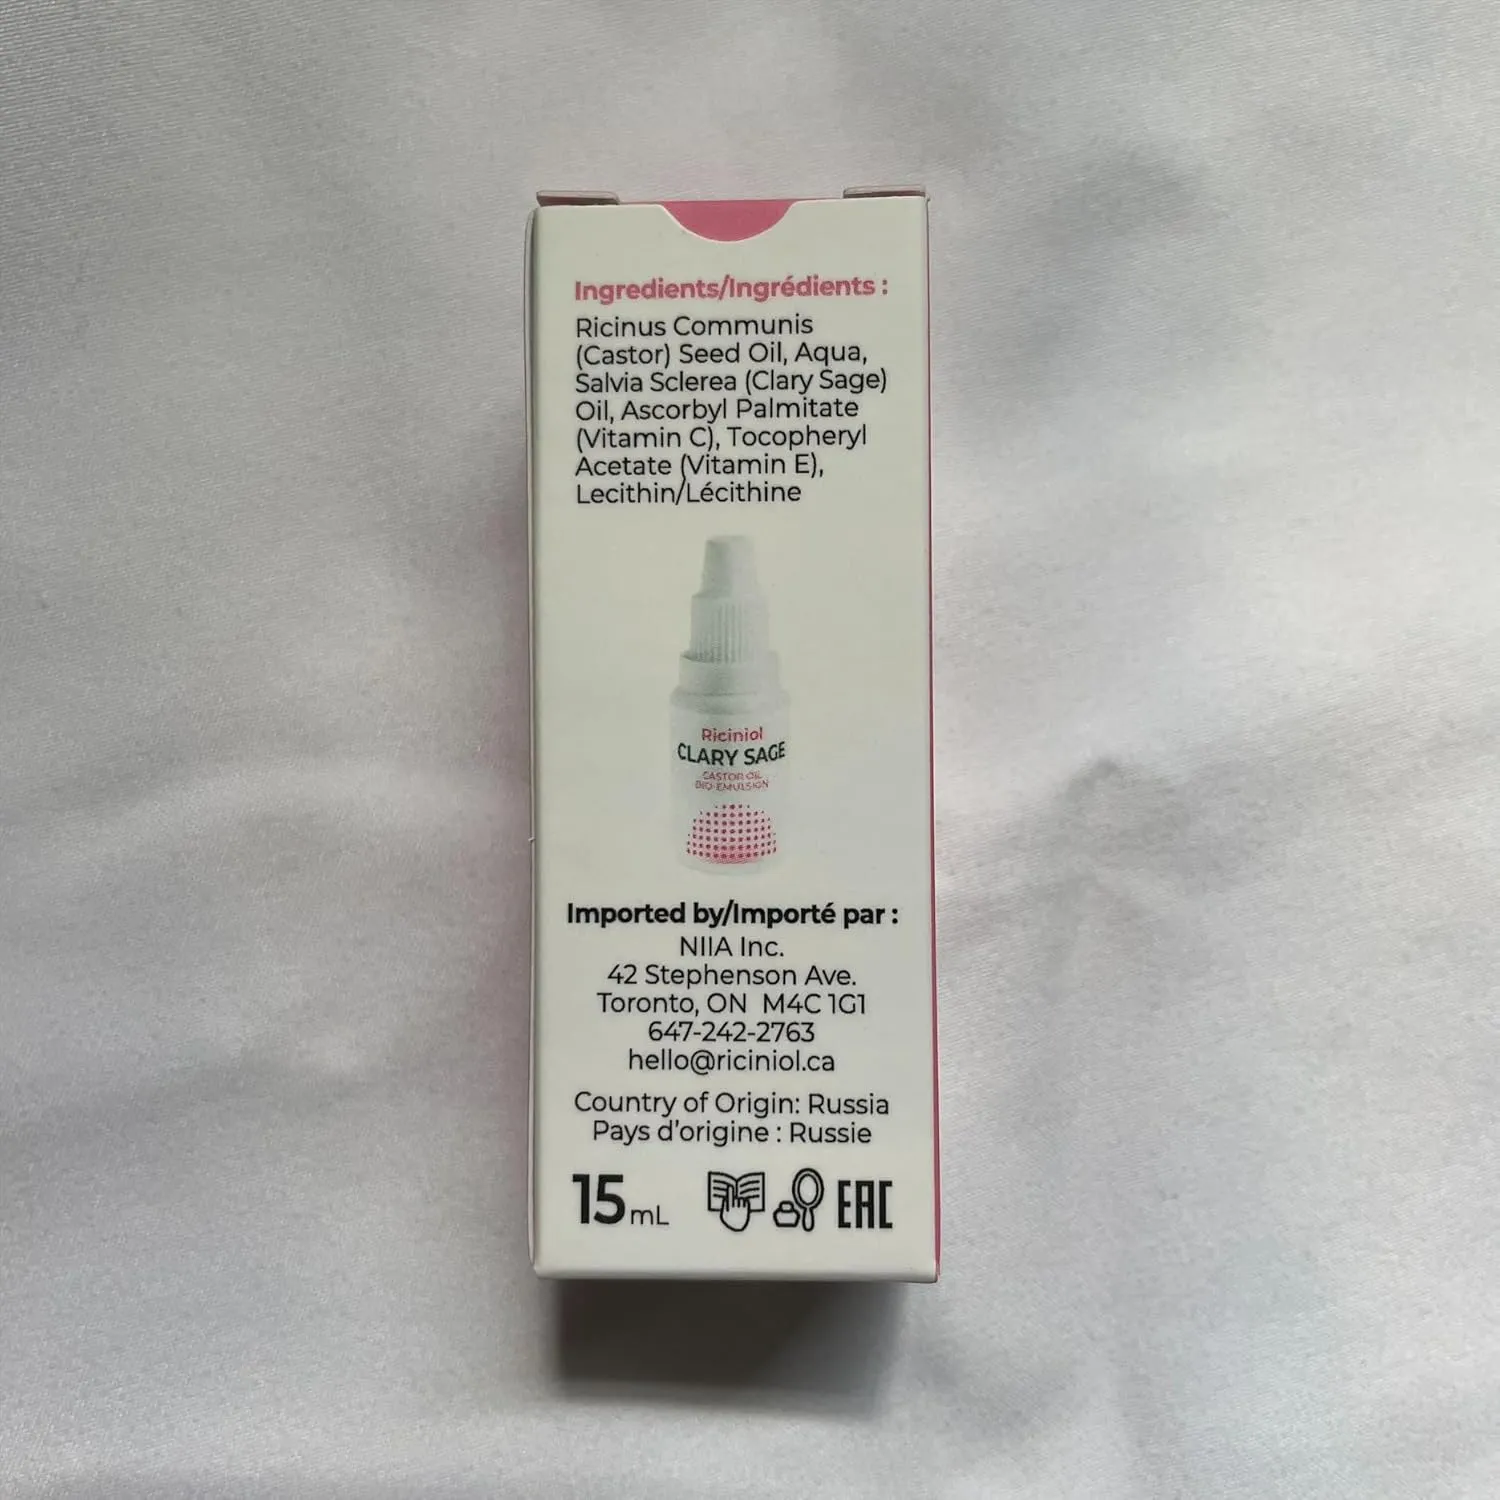 Ingredients/Ingrédients :
Ricinus Communis
(Castor) Seed Oil, Aqua,
Salvia Sclerea (Clary Sage)
Oil, Ascorbyl Palmitate
(Vitamin C), Tocopheryl
Acetate (Vitamin E),
Lecithin/Lécithine
Riciniol
CLARY SAGE
CASTOR OIL
BIO-EMULSION
Imported by/Importé par :
NIIA Inc.
42 Stephenson Ave.
Toronto, ON M4C 1G1
647-242-2763
hello@riciniol.ca
Country of Origin: Russia
Pays d'origine : Russie
15 mL
EAC